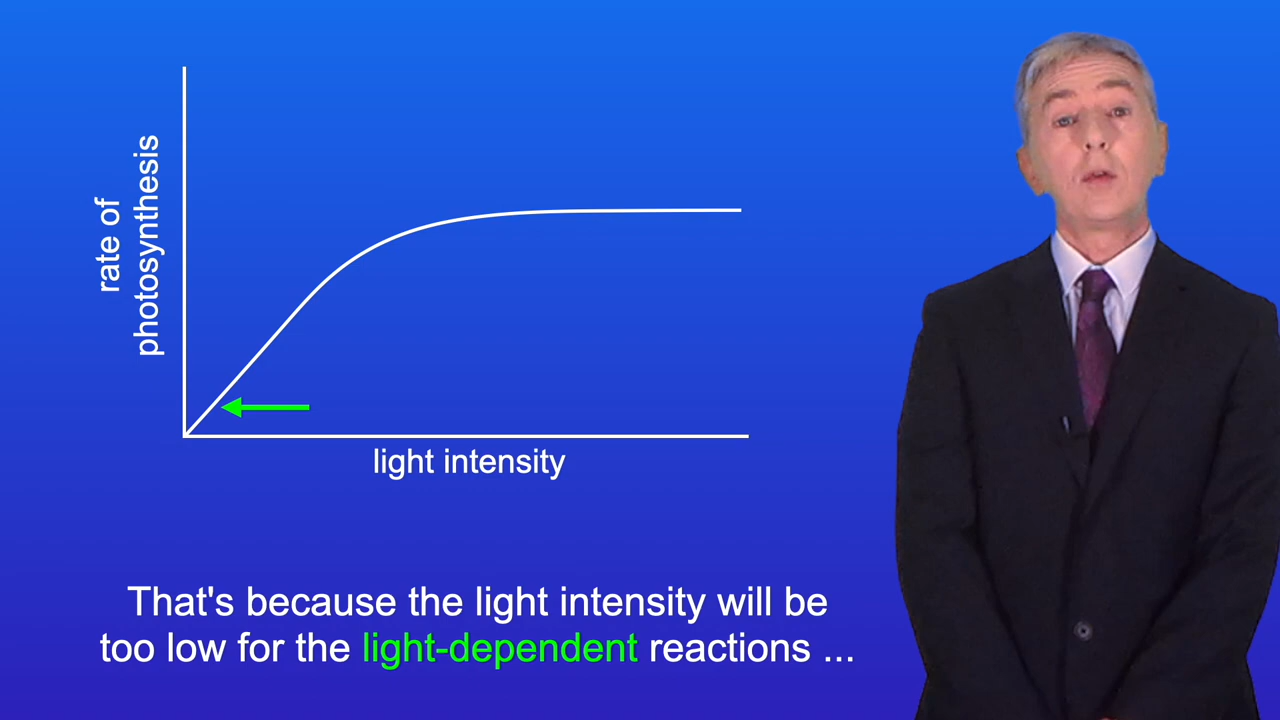 rate of
photosynthesis
light intensity
That's because the light intensity will be
too low for the light-dependent reactions ...